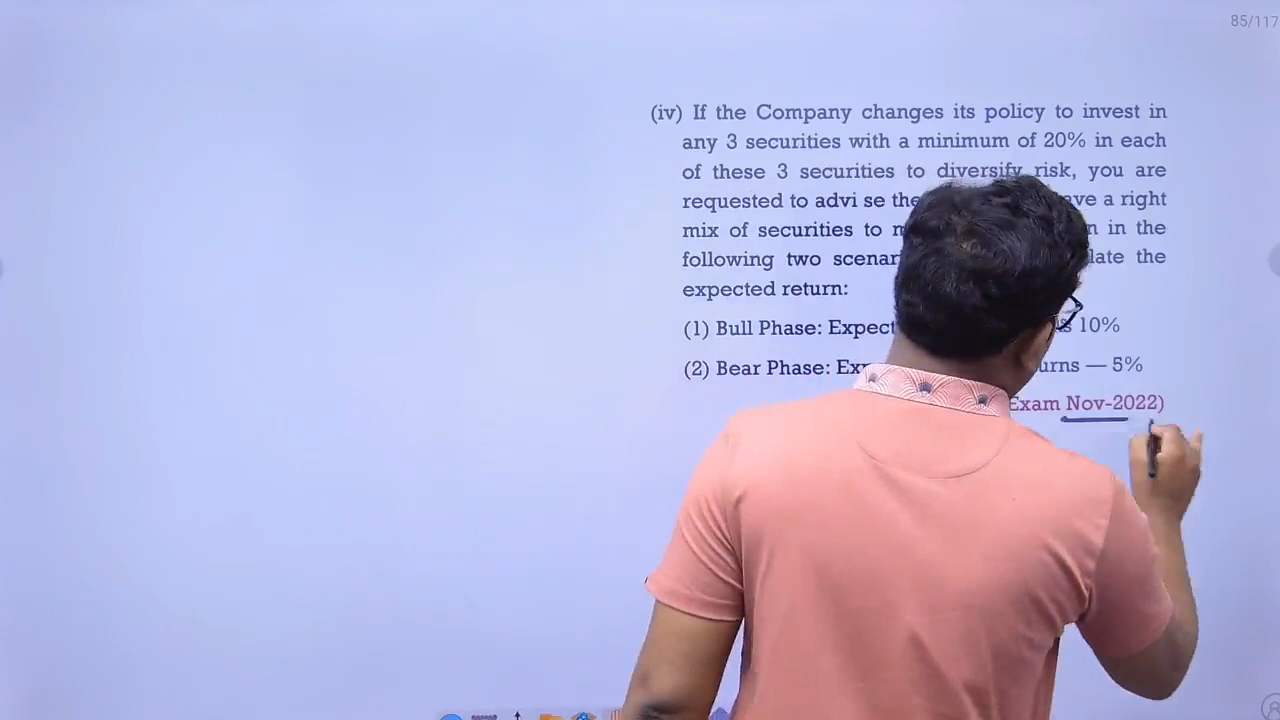 85/117
(iv) If the Company changes its policy to invest in
any 3 securities with a minimum of 20% in each
of these 3 securities to diversify risk, you are
requested to advi se the ave a right
mix of securities to n in the
following two scenar late the
expected return:
(1) Bull Phase: Expect 10%
(2) Bear Phase: Ex urns — 5%
Exam Nov-2022)